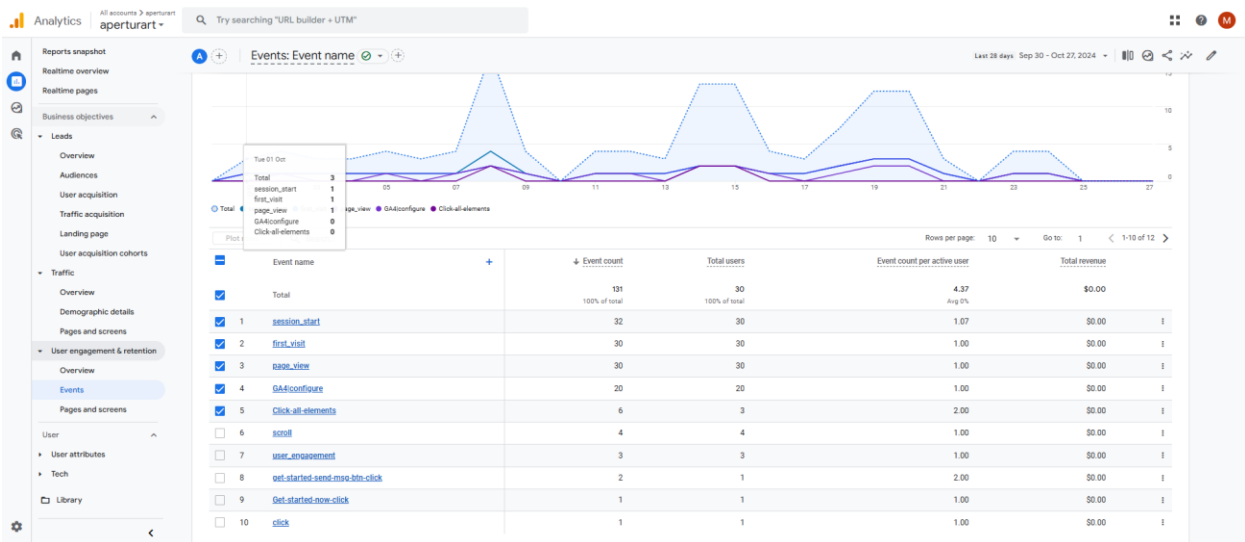 Analytics
All accounts > aperturart
aperturart
Try searching "URL builder + UTM"
M
Reports snapshot
Realtime overview
Realtime pages
Business objectives
Leads
Overview
Audiences
User acquisition
Traffic acquisition
Landing page
User acquisition cohorts
Traffic
Overview
Demographic details
Pages and screens
User engagement & retention
Overview
Events
Pages and screens
User
User attributes
Tech
Library
A
Events: Event name
Last 28 days Sep 30 - Oct 27, 2024
10
5
0
05 07 09 11 13 15 17 19 21 23 25 27
Tue 01 Oct
Total 3
session_start 1
first_visit 1
page_view 1
GA4|configure 0
Click-all-elements 0
Total
GA4|configure Click-all-elements
Rows per page: 10 Go to: 1 1-10 of 12
Event name + Event count Total users Event count per active user Total revenue
Total 131 30 4.37 $0.00
100% of total 100% of total Avg 0%
1 session_start 32 30 1.07 $0.00
2 first_visit 30 30 1.00 $0.00
3 page_view 30 30 1.00 $0.00
4 GA4|configure 20 20 1.00 $0.00
5 Click-all-elements 6 3 2.00 $0.00
6 scroll 4 4 1.00 $0.00
7 user_engagement 3 3 1.00 $0.00
8 get-started-send-msg-btn-click 2 1 2.00 $0.00
9 Get-started-now-click 1 1 1.00 $0.00
10 click 1 1 1.00 $0.00